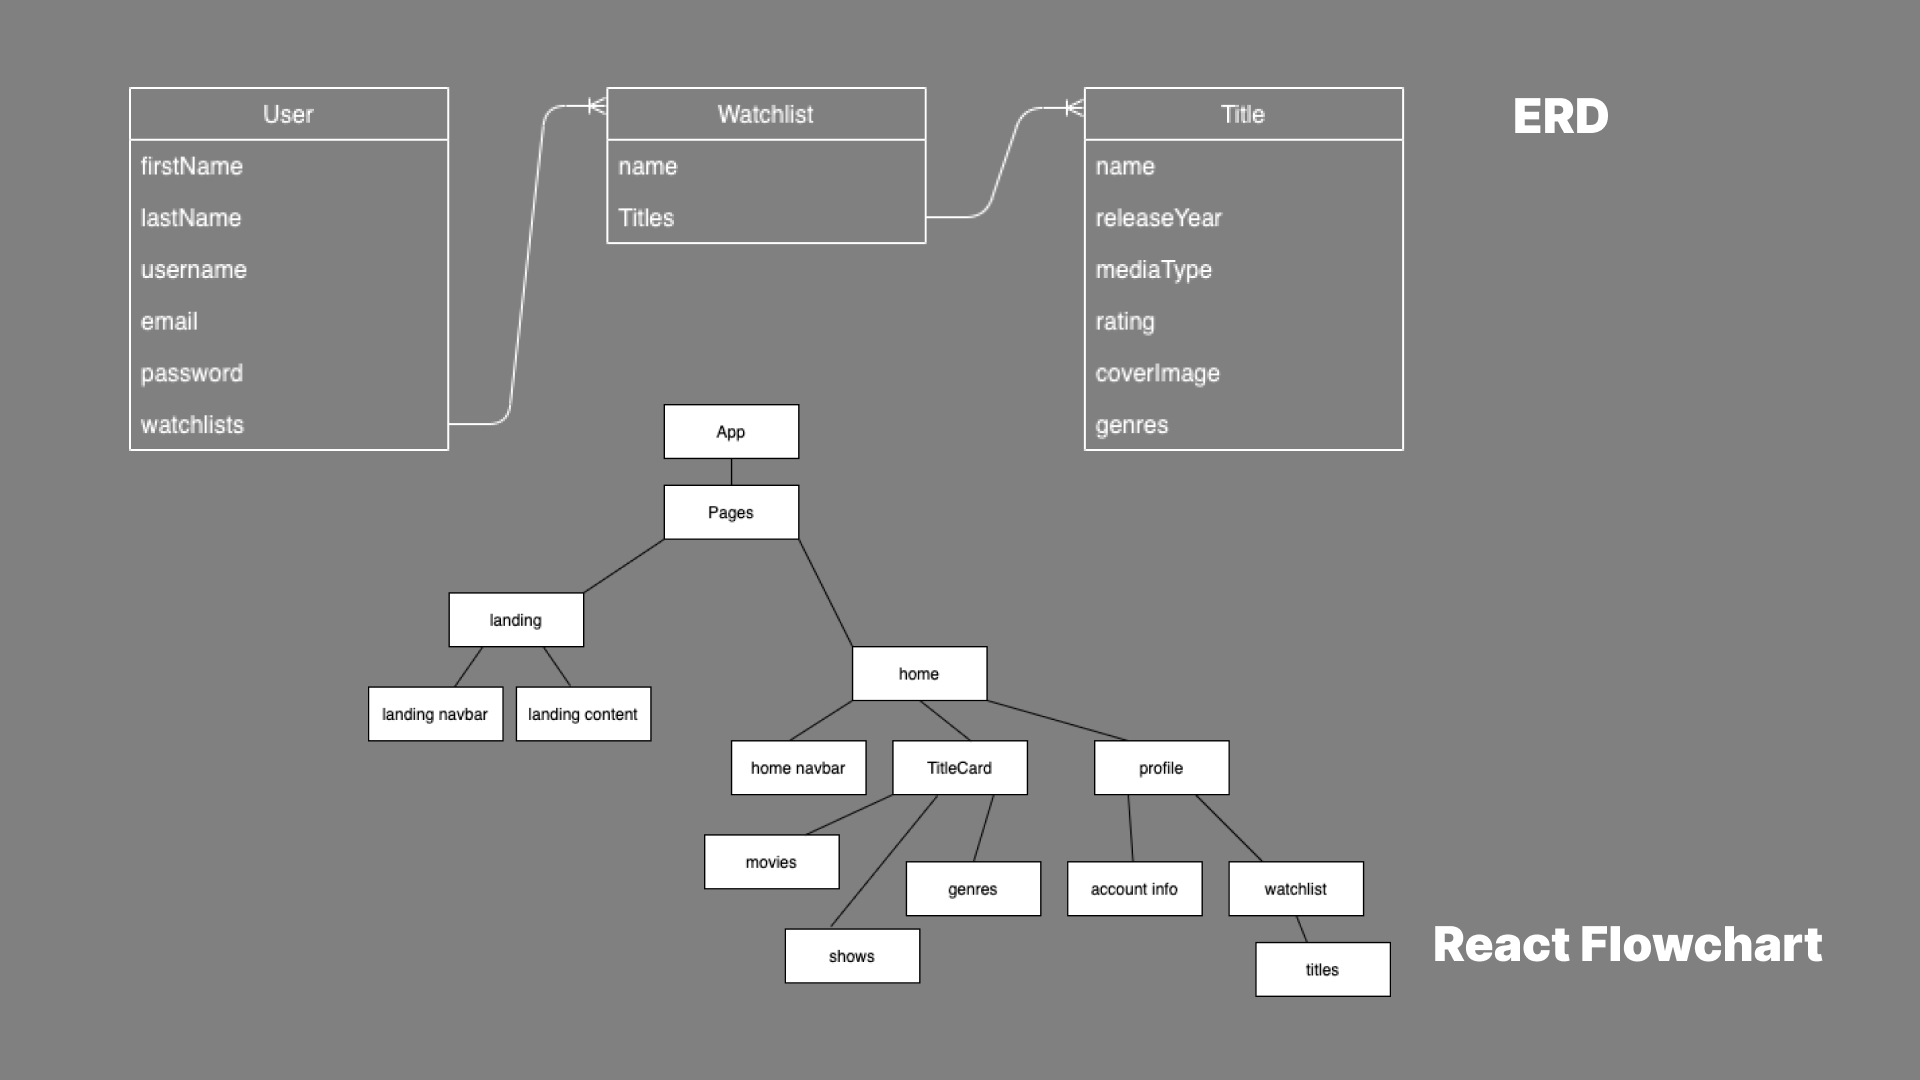 User
firstName
lastName
username
email
password
watchlists
Watchlist
name
Titles
Title
name
releaseYear
mediaType
rating
coverImage
genres
ERD
App
Pages
landing
landing navbar
landing content
home
home navbar
TitleCard
profile
movies
shows
genres
account info
watchlist
titles
React Flowchart